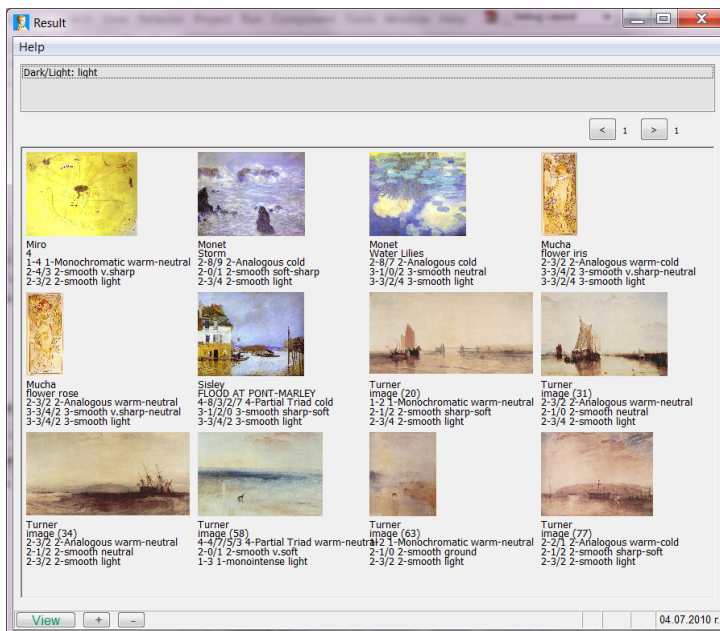 Result
Help
Dark/Light: light
< 1 > 1
Miro
4
1-4 1-Monochromatic warm-neutral
2-4/3 2-smooth v.sharp
2-3/2 2-smooth light
Monet
Storm
2-8/9 2-Analogous cold
2-0/1 2-smooth soft-sharp
2-3/4 2-smooth light
Monet
Water Lilies
2-8/7 2-Analogous cold
3-1/0/2 3-smooth neutral
3-3/2/4 3-smooth light
Mucha
flower iris
2-3/2 2-Analogous warm-cold
3-3/4/2 3-smooth v.sharp-neutral
3-3/2/4 3-smooth light
Mucha
flower rose
2-3/2 2-Analogous warm-neutral
3-3/4/2 3-smooth v.sharp-neutral
3-3/4/2 3-smooth light
Sisley
FLOOD AT PONT-MARLEY
4-8/3/2/7 4-Partial Triad cold
3-1/2/0 3-smooth sharp-soft
3-3/4/2 3-smooth light
Turner
image (20)
1-2 1-Monochromatic warm-neutral
2-1/2 2-smooth sharp-soft
2-3/4 2-smooth light
Turner
image (31)
2-3/2 2-Analogous warm-neutral
2-1/0 2-smooth neutral
2-3/4 2-smooth light
Turner
image (34)
2-3/2 2-Analogous warm-neutral
2-1/2 2-smooth neutral
2-3/2 2-smooth light
Turner
image (58)
4-4/7/5/3 4-Partial Triad warm-neutral
2-0/1 2-smooth v.soft
1-3 1-monointense light
Turner
image (63)
1-2 1-Monochromatic warm-neutral
2-1/0 2-smooth ground
2-3/2 2-smooth light
Turner
image (77)
2-2/1 2-Analogous warm-cold
2-1/2 2-smooth sharp-soft
2-3/2 2-smooth light
View + - 04.07.2010 г.